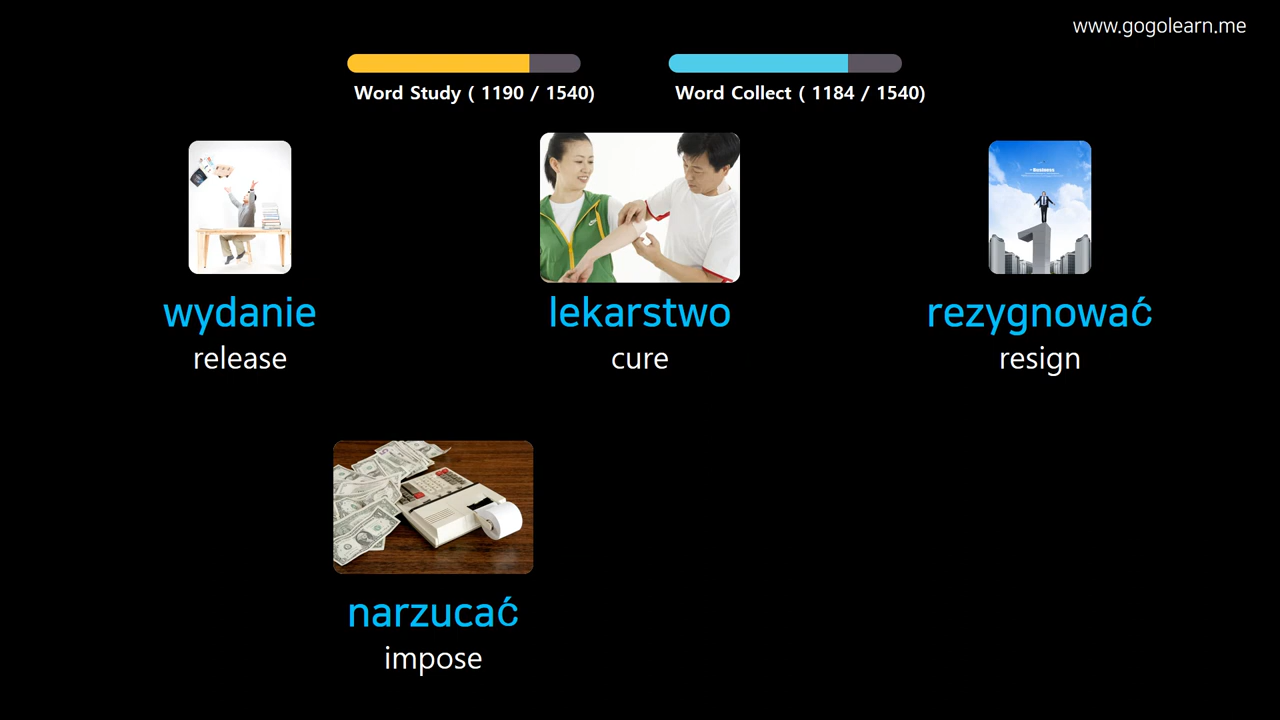 www.gogolearn.me
Word Study ( 1190 / 1540)
Word Collect ( 1184 / 1540)
wydanie
release
lekarstwo
cure
rezygnować
resign
narzucać
impose